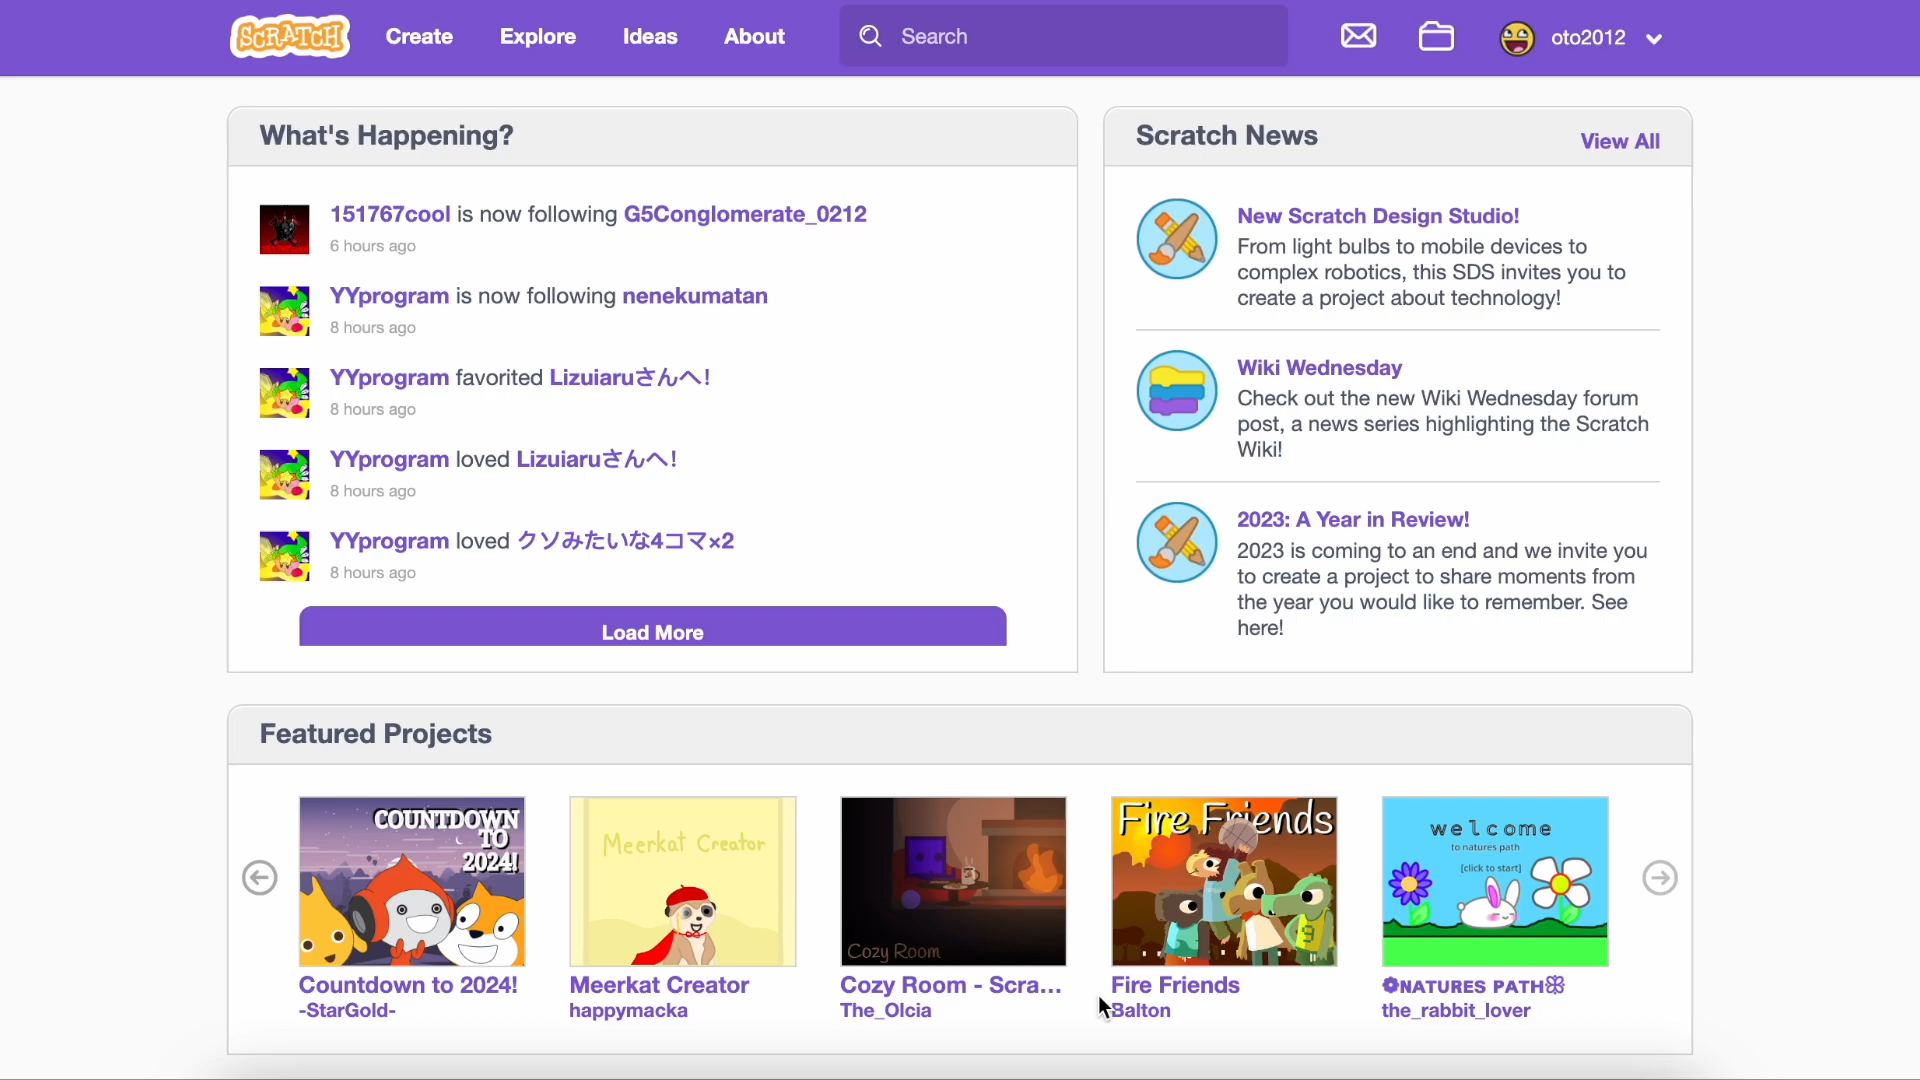 SCRATCH Create Explore Ideas About Search oto2012
What's Happening?
151767cool is now following G5Conglomerate_0212
6 hours ago
YYprogram is now following nenekumatan
8 hours ago
YYprogram favorited Lizuiaruさんへ!
8 hours ago
YYprogram loved Lizuiaruさんへ!
8 hours ago
YYprogram loved クソみたいな4コマ×2
8 hours ago
Load More
Scratch News View All
New Scratch Design Studio!
From light bulbs to mobile devices to
complex robotics, this SDS invites you to
create a project about technology!
Wiki Wednesday
Check out the new Wiki Wednesday forum
post, a news series highlighting the Scratch
Wiki!
2023: A Year in Review!
2023 is coming to an end and we invite you
to create a project to share moments from
the year you would like to remember. See
here!
Featured Projects
COUNTDOWN
TO
2024!
Countdown to 2024!
-StarGold-
Meerkat Creator
Meerkat Creator
happymacka
Cozy Room
Cozy Room - Scra...
The_Olcia
Fire Friends
9
Fire Friends
Balton
welcome
to natures path
[click to start]
❁NATURES PATH🏵
the_rabbit_lover